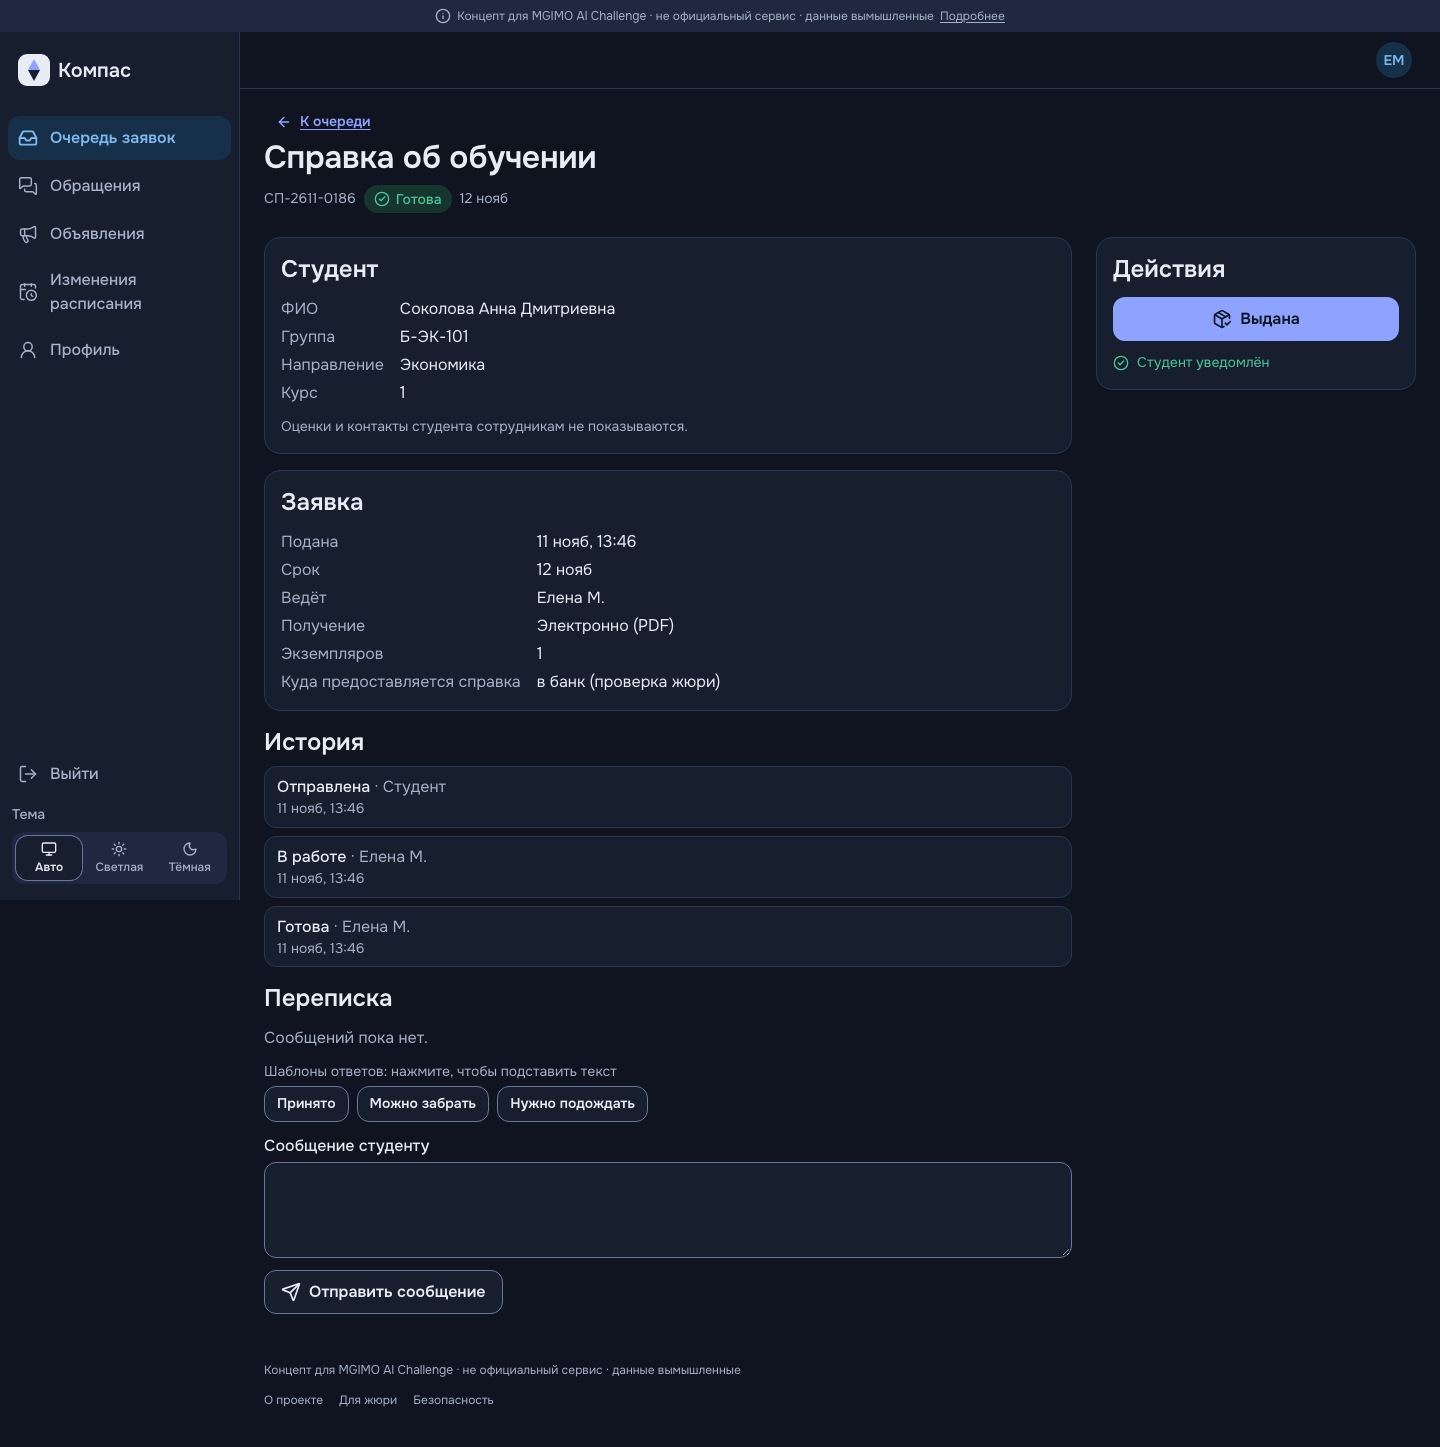 Концепт для MGIMO AI Challenge · не официальный сервис · данные вымышленные Подробнее
Компас
ЕМ
Очередь заявок
Обращения
Объявления
Изменения
расписания
Профиль
Выйти
Тема
Авто
Светлая
Тёмная
К очереди
Справка об обучении
СП-2611-0186 Готова 12 нояб
Студент
ФИО Соколова Анна Дмитриевна
Группа Б-ЭК-101
Направление Экономика
Курс 1
Оценки и контакты студента сотрудникам не показываются.
Действия
Выдана
Студент уведомлён
Заявка
Подана 11 нояб, 13:46
Срок 12 нояб
Ведёт Елена М.
Получение Электронно (PDF)
Экземпляров 1
Куда предоставляется справка в банк (проверка жюри)
История
Отправлена · Студент
11 нояб, 13:46
В работе · Елена М.
11 нояб, 13:46
Готова · Елена М.
11 нояб, 13:46
Переписка
Сообщений пока нет.
Шаблоны ответов: нажмите, чтобы подставить текст
Принято
Можно забрать
Нужно подождать
Сообщение студенту
Отправить сообщение
Концепт для MGIMO AI Challenge · не официальный сервис · данные вымышленные
О проекте Для жюри Безопасность